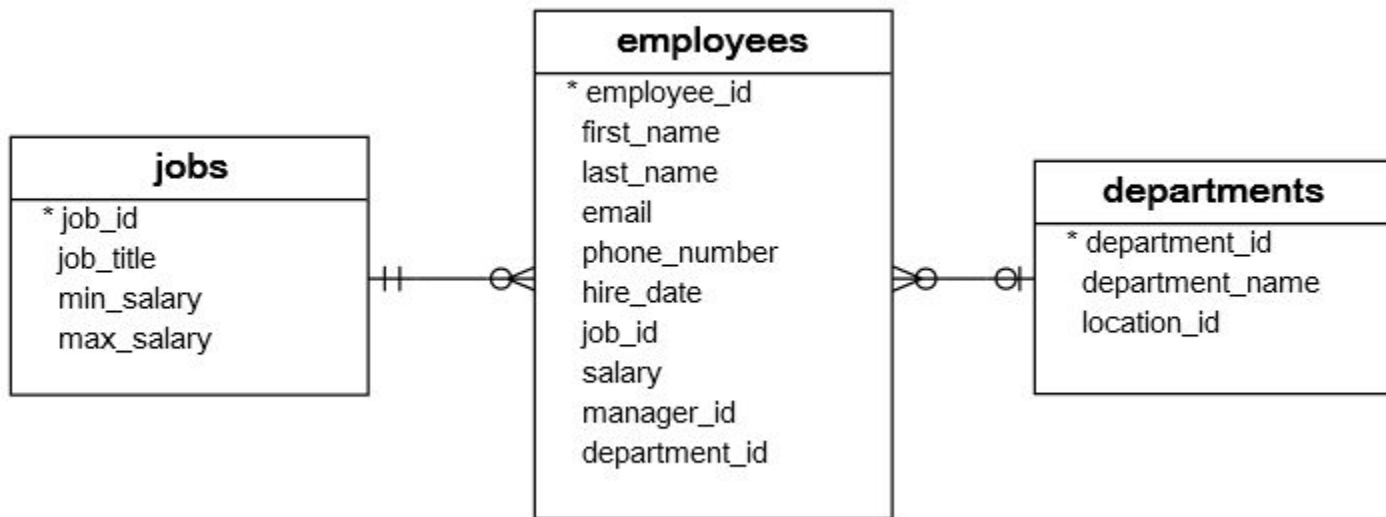 jobs
* job_id
job_title
min_salary
max_salary
employees
* employee_id
first_name
last_name
email
phone_number
hire_date
job_id
salary
manager_id
department_id
departments
* department_id
department_name
location_id